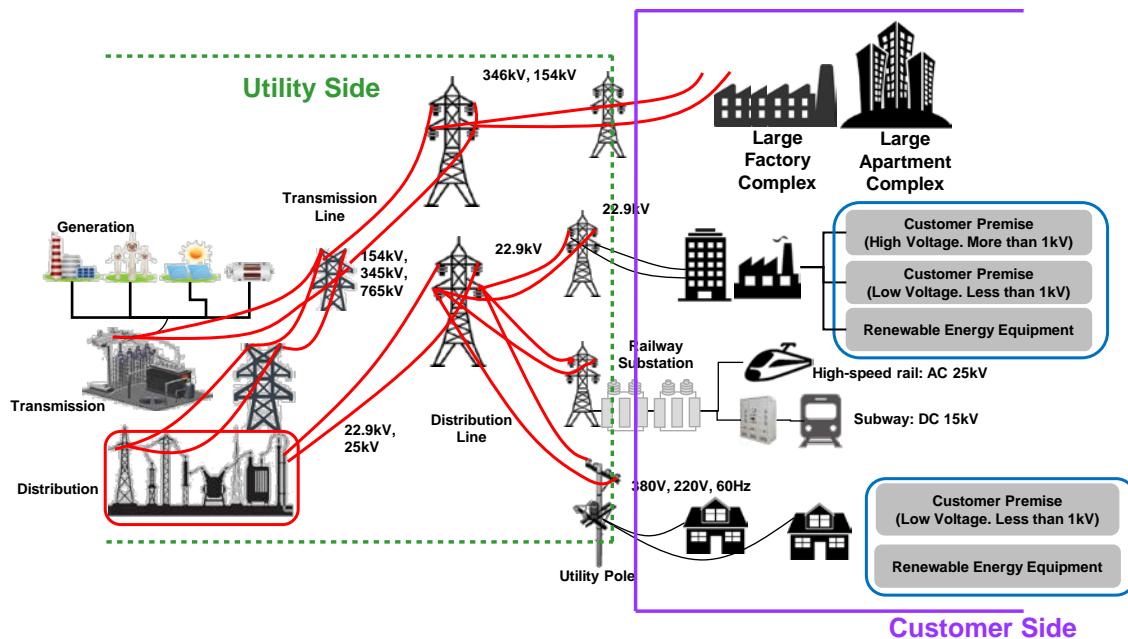 Utility Side
346kV, 154kV
Large
Factory
Complex
Large
Apartment
Complex
Transmission
Line
Generation
154kV,
345kV,
765kV
22.9kV
22.9kV
Customer Premise
(High Voltage. More than 1kV)
Customer Premise
(Low Voltage. Less than 1kV)
Renewable Energy Equipment
Railway
Substation
High-speed rail: AC 25kV
Transmission
Distribution
Line
22.9kV,
25kV
Subway: DC 15kV
Distribution
380V, 220V, 60Hz
Customer Premise
(Low Voltage. Less than 1kV)
Renewable Energy Equipment
Utility Pole
Customer Side